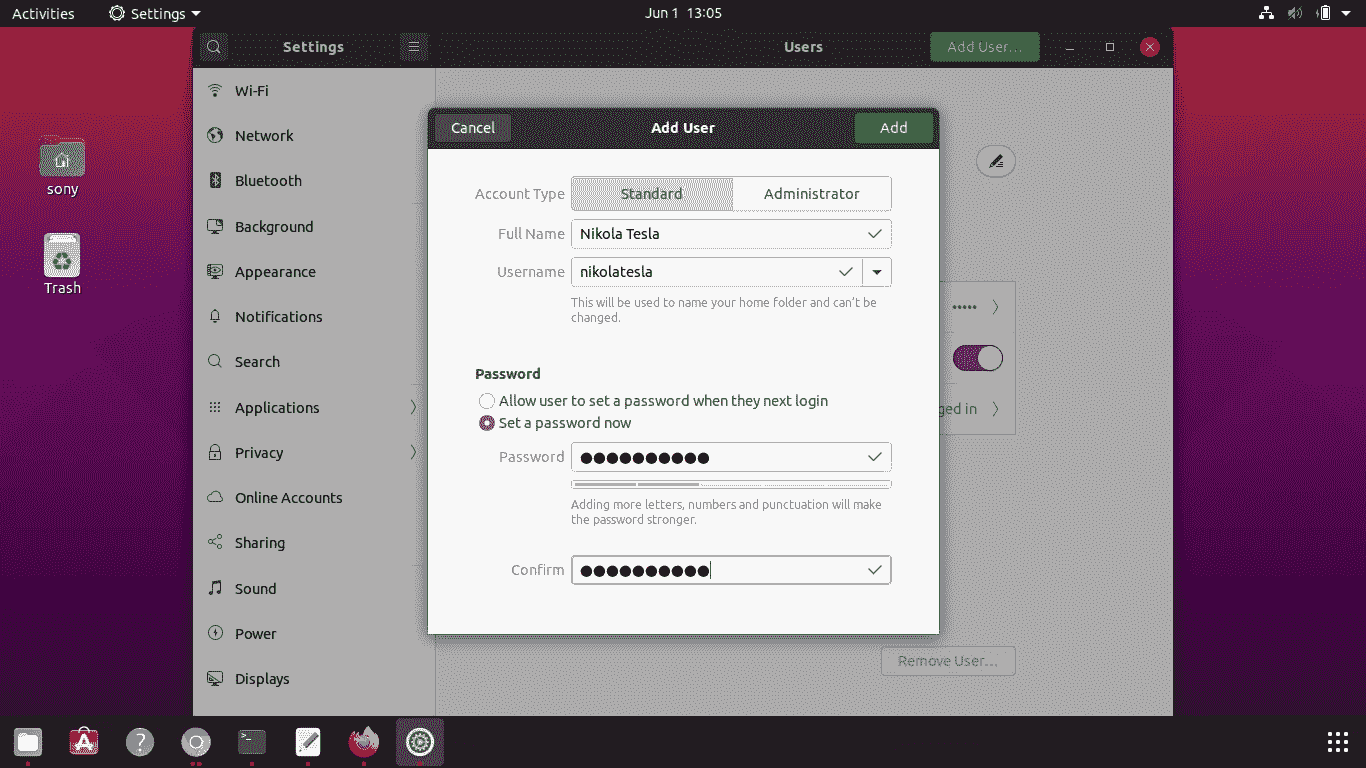 Activities
Settings
Jun 1 13:05
Settings
Users
Add User...
Wi-Fi
Network
Bluetooth
Background
Appearance
Notifications
Search
Applications
Privacy
Online Accounts
Sharing
Sound
Power
Displays
sony
Trash
Cancel
Add User
Add
Account Type
Standard
Administrator
Full Name
Nikola Tesla
Username
nikolatesla
This will be used to name your home folder and can't be
changed.
Password
Allow user to set a password when they next login
Set a password now
Password
●●●●●●●●●●
Adding more letters, numbers and punctuation will make
the password stronger.
Confirm
●●●●●●●●●●
•••••
ged in
Remove User...